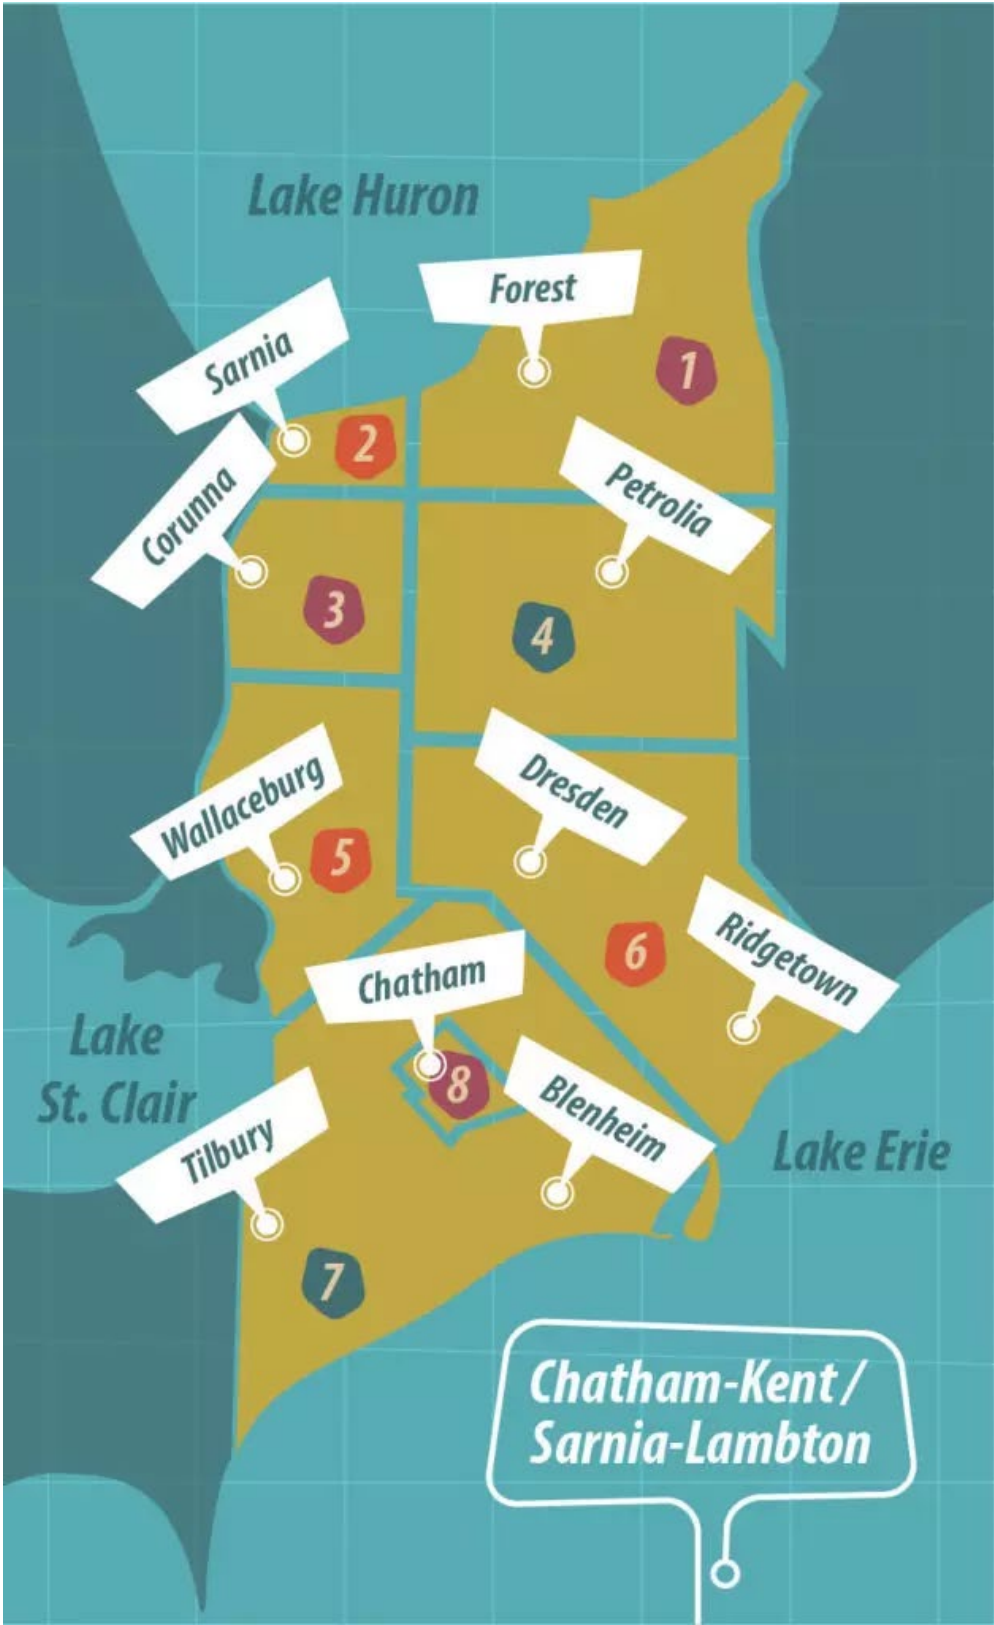 Lake Huron
Forest
Sarnia
1
2
Corunna
Petrolia
3
4
Wallaceburg
Dresden
5
6
Ridgetown
Chatham
Lake
St. Clair
8
Blenheim
Tilbury
Lake Erie
7
Chatham-Kent /
Sarnia-Lambton